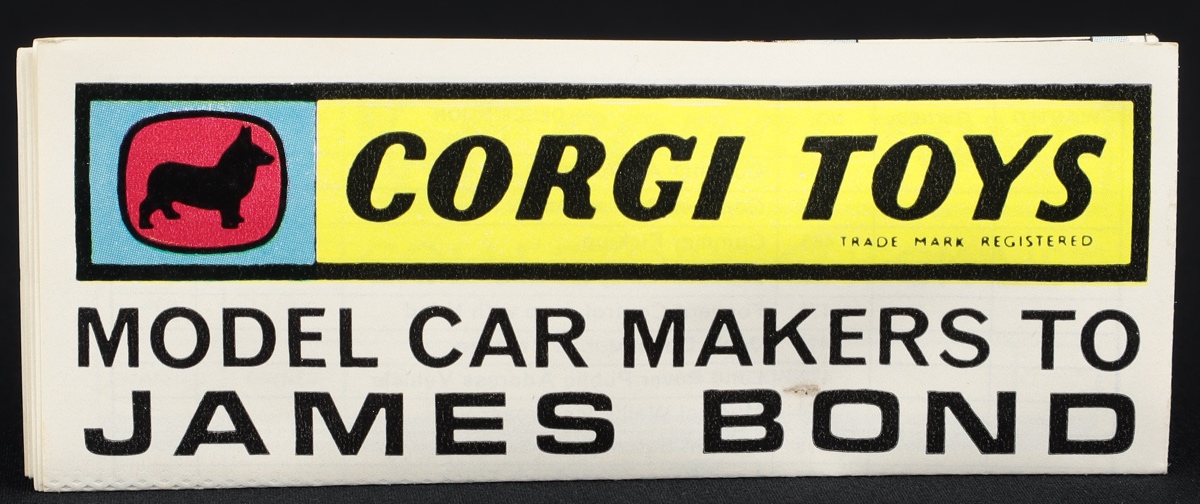 CORGI TOYS
TRADE MARK REGISTERED
MODEL CAR MAKERS TO
JAMES BOND